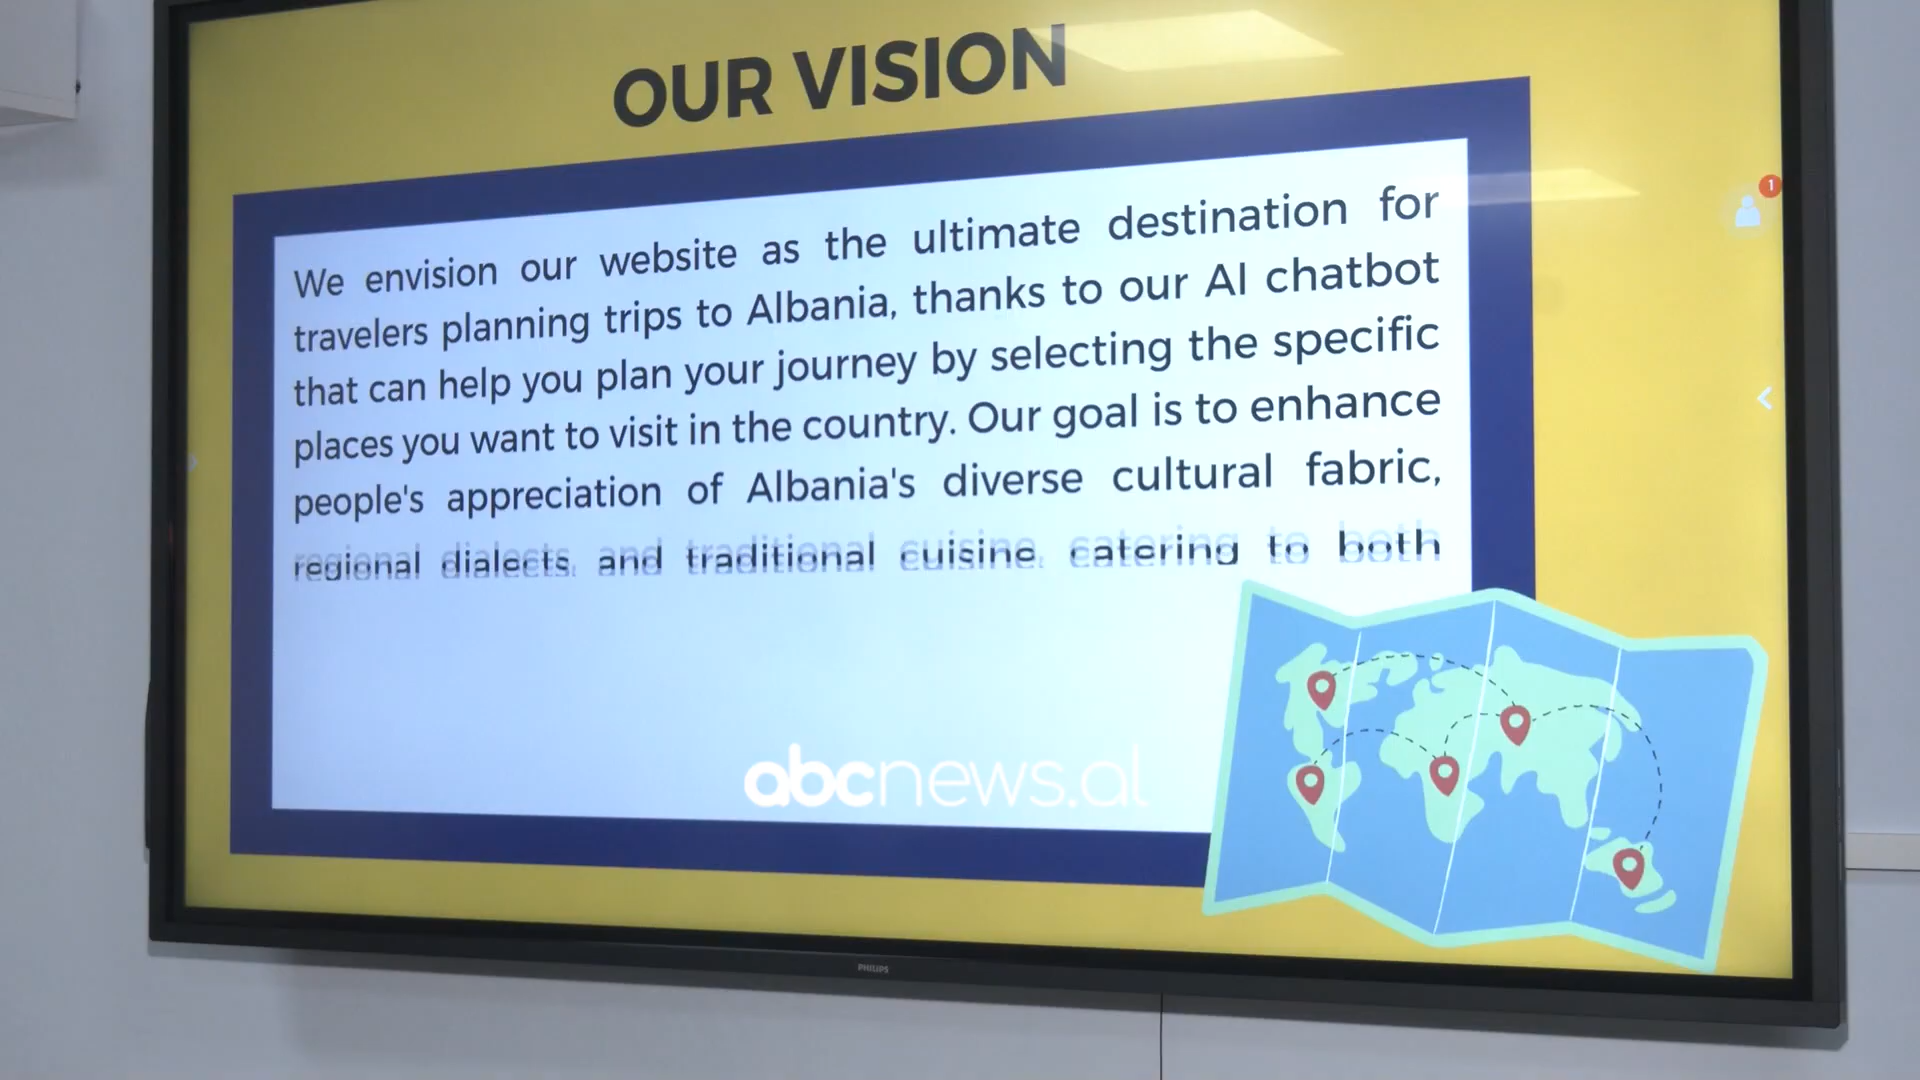 OUR VISION
We envision our website as the ultimate destination for
travelers planning trips to Albania, thanks to our AI chatbot
that can help you plan your journey by selecting the specific
places you want to visit in the country. Our goal is to enhance
people's appreciation of Albania's diverse cultural fabric,
regional dialects, and traditional cuisine, catering to both
1
abcnews.al
PHILIPS